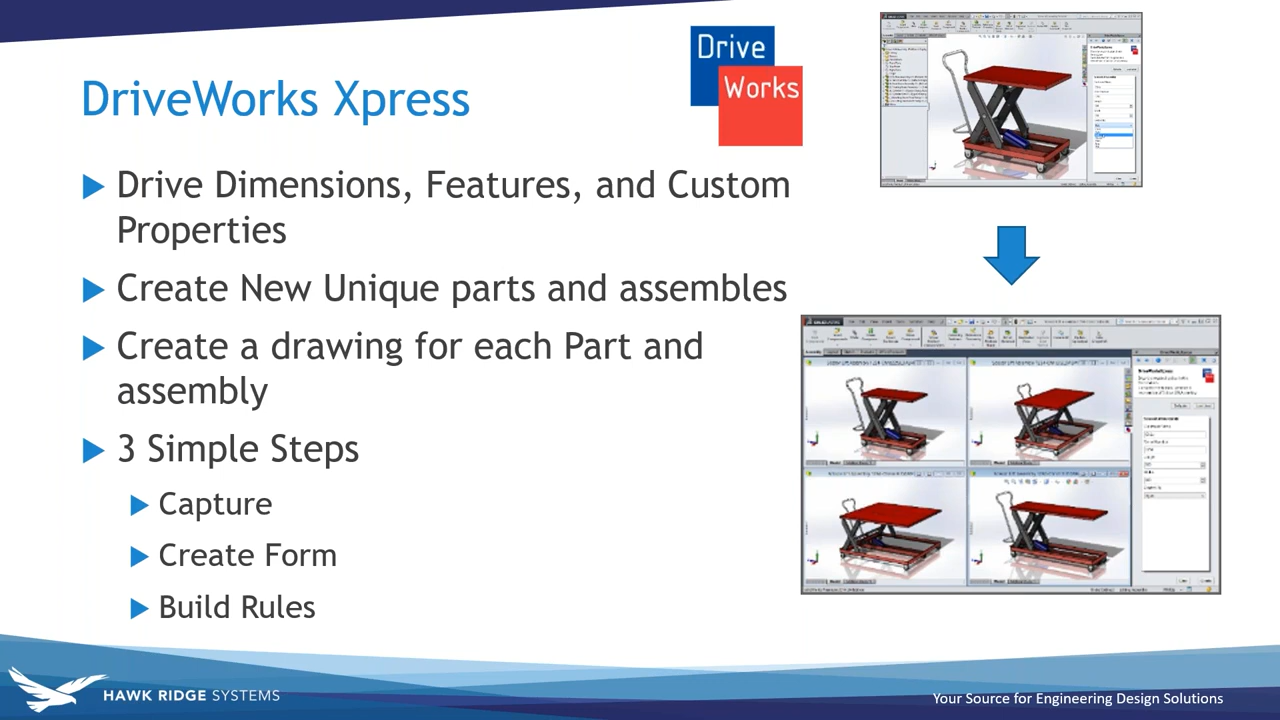 Drive
Works
DriveWorks Xpress
Drive Dimensions, Features, and Custom
Properties
Create New Unique parts and assembles
Create a drawing for each Part and
assembly
3 Simple Steps
Capture
Create Form
Build Rules
HAWK RIDGE SYSTEMS
Your Source for Engineering Design Solutions